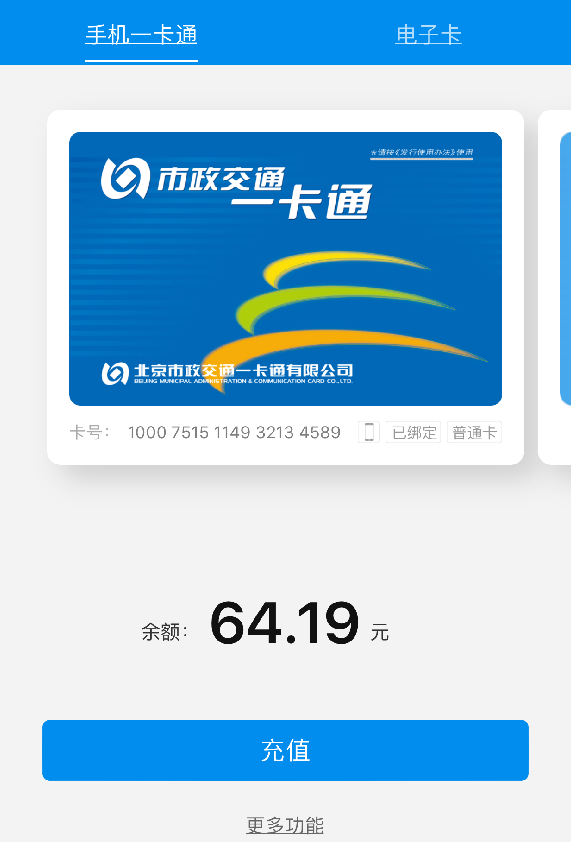 手机一卡通 电子卡
★请按《发行使用办法》使用
市政交通
一卡通
北京市政交通一卡通有限公司
BEIJING MUNICIPAL ADMINISTRATION & COMMUNICATION CARD CO.,LTD.
卡号： 1000 7515 1149 3213 4589 已绑定 普通卡
余额： 64.19 元
充值
更多功能